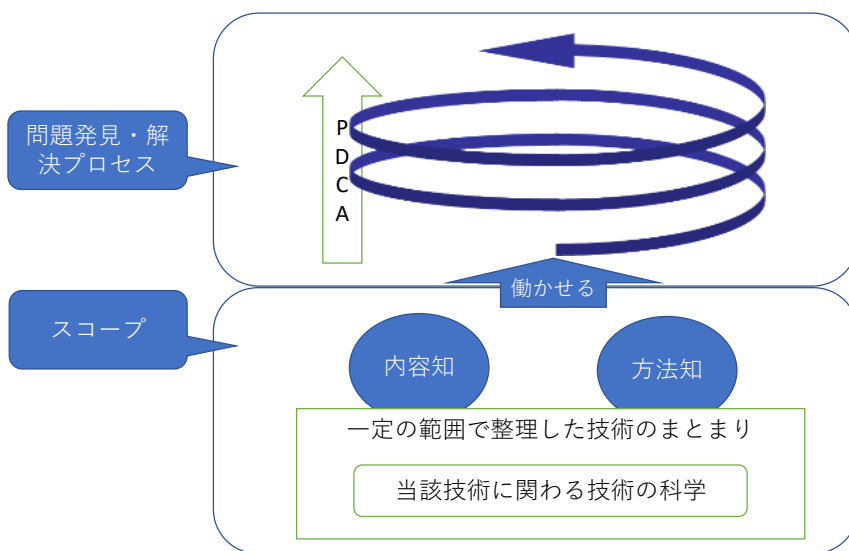 問題発見・解
決プロセス
P
D
C
A
働かせる
スコープ
内容知
方法知
一定の範囲で整理した技術のまとまり
当該技術に関わる技術の科学